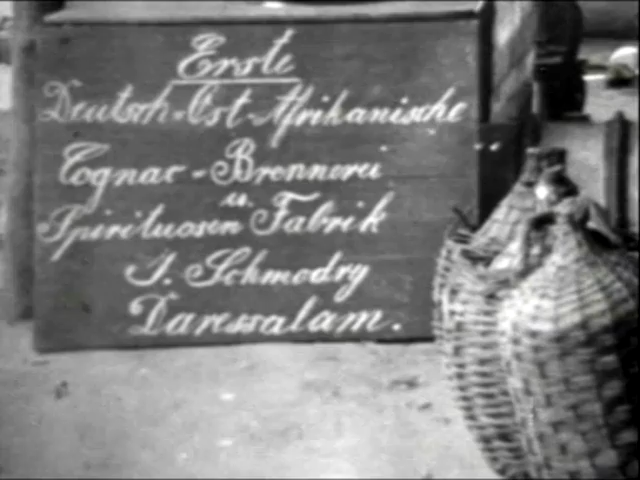 Erste
Deutsch-Ost-Afrikanische
Cognac-Brennerei
u.
Spirituosen Fabrik
J. Schmodry
Daressalam.